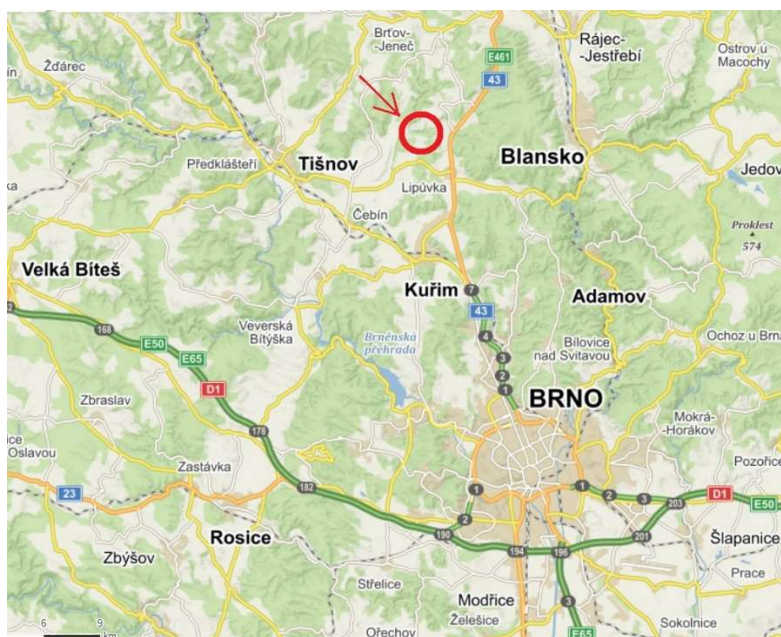 Brťov-
-Jeneč
Rájec-
-Jestřebí
Ostrov u
Macochy
Žďárec
E461
43
Předklášteří
Tišnov
Blansko
Lipůvka
Jedov
Čebín
Proklest
574
Velká Bíteš
Kuřim
7
Adamov
43
168
E50
Veverská
Bítýška
Brněnská
přehrada
4
Bílovice
nad Svitavou
Ochoz u Brna
E65
3
D1
2
1
BRNO
Zbraslav
Mokrá-
-Horákov
178
ice
Oslavou
Zastávka
Pozořice
23
182
1
1
2
3
D1
203
E50
2
Rosice
190
201
Šlapanice
194
196
Zbýšov
Střelice
Prace
Modřice
3
6
9
km
Ořechov
Želešice
E65
Sokolnice